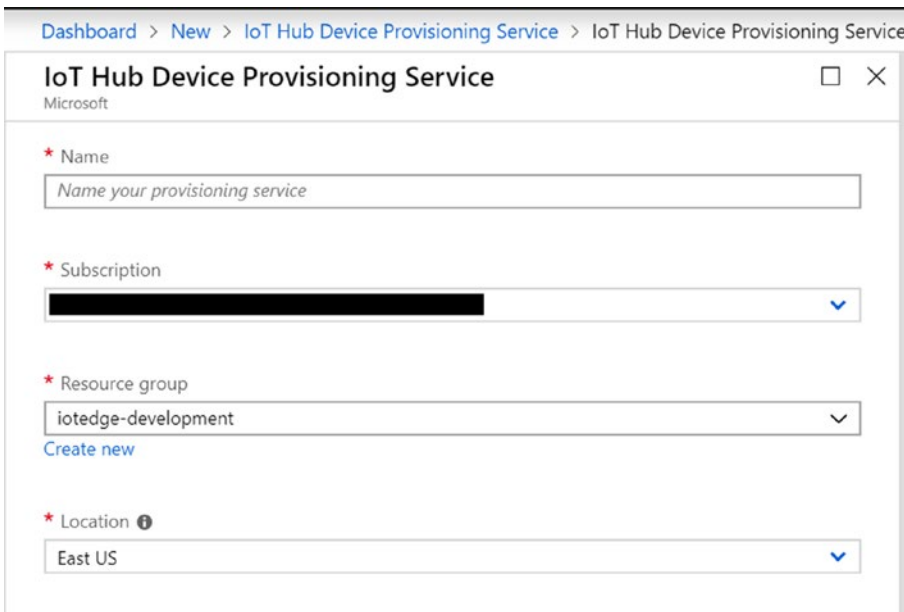 Dashboard > New > IoT Hub Device Provisioning Service > IoT Hub Device Provisioning Service
IoT Hub Device Provisioning Service
Microsoft
* Name
Name your provisioning service
* Subscription
* Resource group
iotedge-development
Create new
* Location
East US